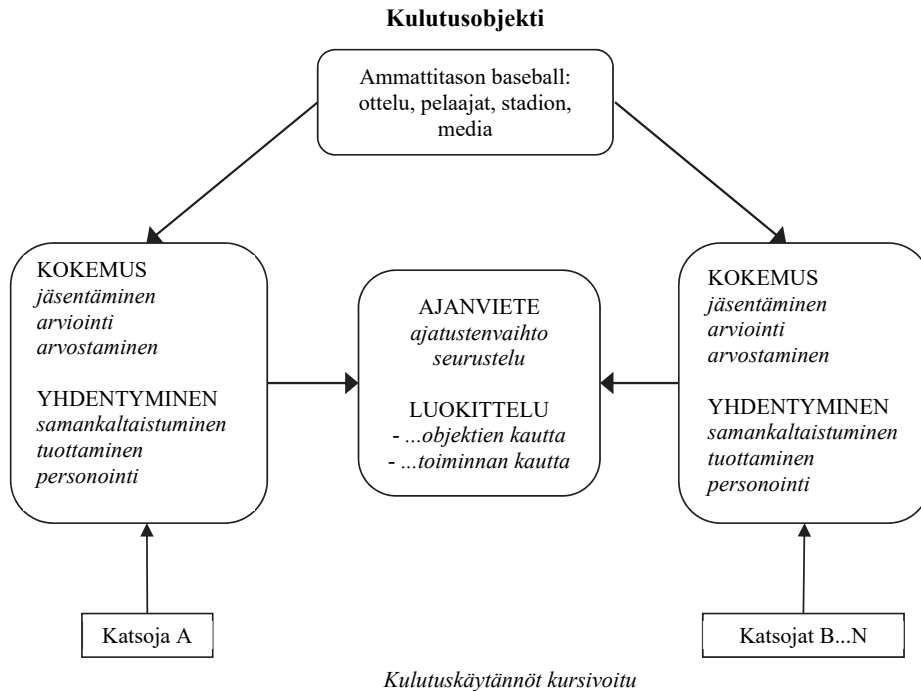 Kulutusobjekti
Ammattitason baseball:
ottelu, pelaajat, stadion,
media
KOKEMUS
jäsentäminen
arviointi
arvostaminen
YHDENTYMINEN
samankaltaistuminen
tuottaminen
personointi
AJANVIETE
ajatustenvaihto
seurustelu
LUOKITTELU
- ...objektien kautta
- ...toiminnan kautta
KOKEMUS
jäsentäminen
arviointi
arvostaminen
YHDENTYMINEN
samankaltaistuminen
tuottaminen
personointi
Katsoja A
Katsojat B...N
Kulutuskäytännöt kursivoitu